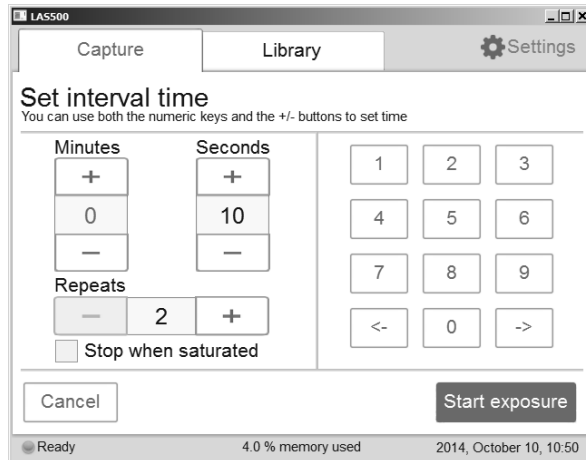 LAS500
Capture
Library
Settings
Set interval time
You can use both the numeric keys and the +/- buttons to set time
Minutes
Seconds
+
+
0
10
−
−
Repeats
− 2 +
Stop when saturated
1 2 3
4 5 6
7 8 9
<- 0 ->
Cancel
Start exposure
Ready
4.0 % memory used
2014, October 10, 10:50